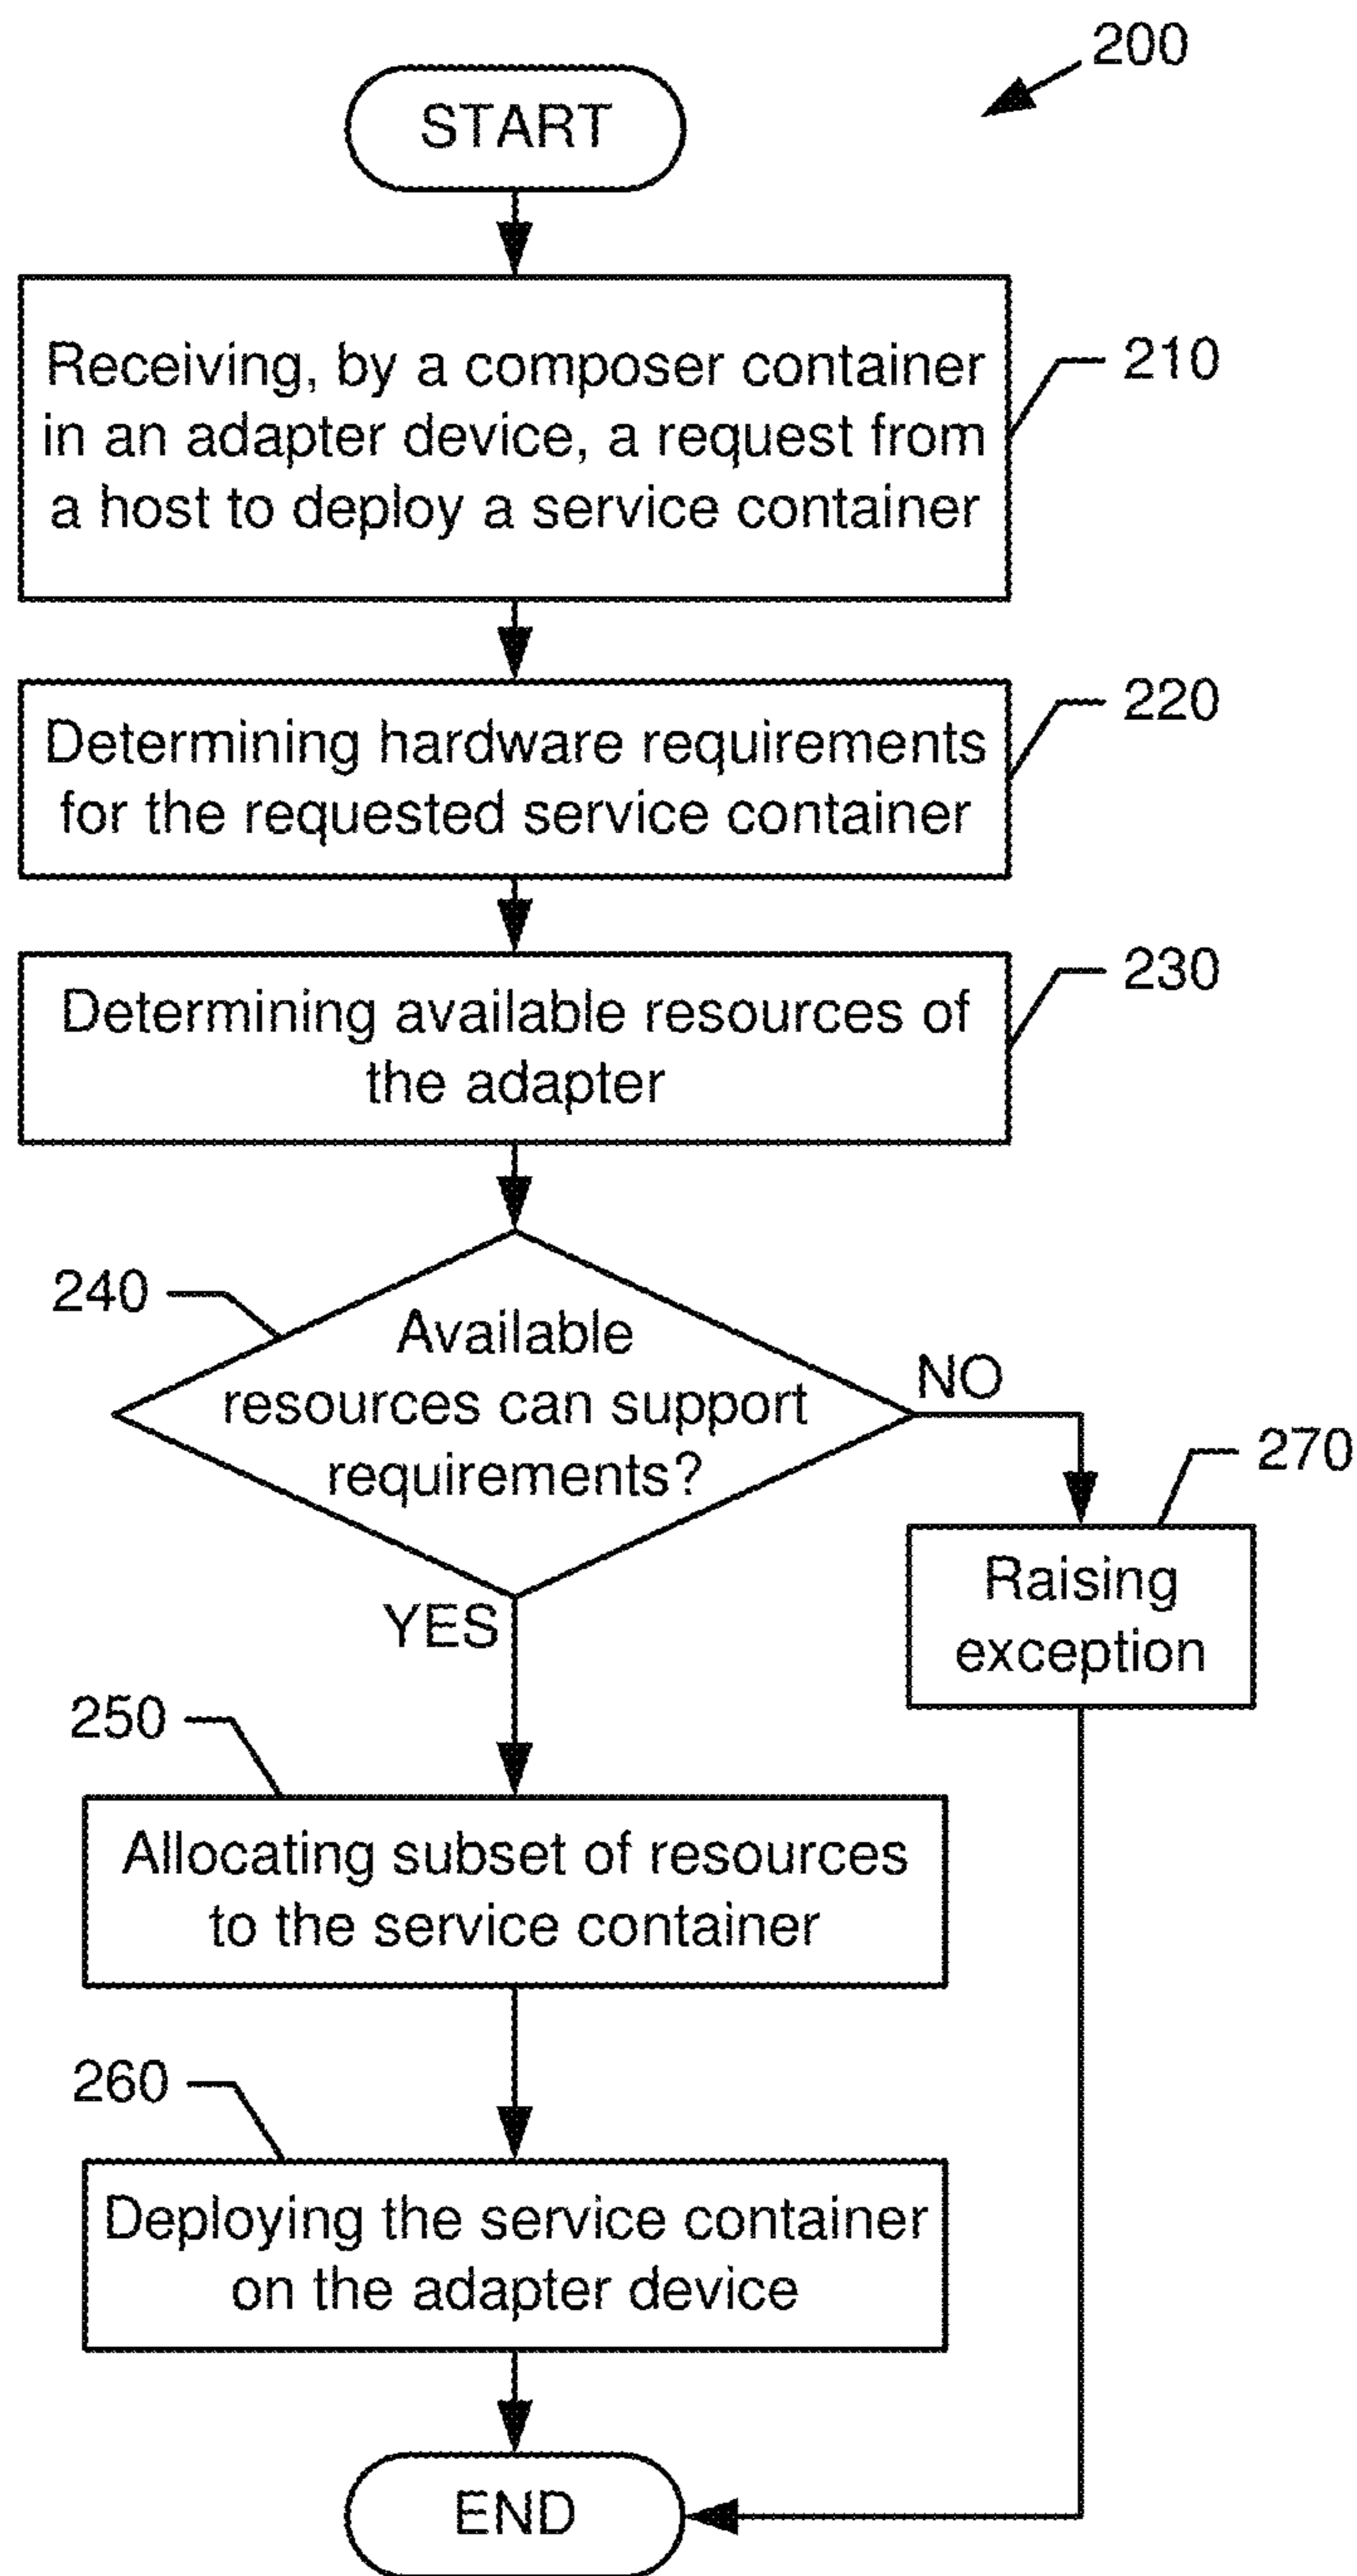 200
START
Receiving, by a composer container
in an adapter device, a request from
a host to deploy a service container
210
Determining hardware requirements
for the requested service container
220
Determining available resources of
the adapter
230
240
Available
resources can support
requirements?
NO
YES
270
Raising
exception
250
Allocating subset of resources
to the service container
260
Deploying the service container
on the adapter device
END